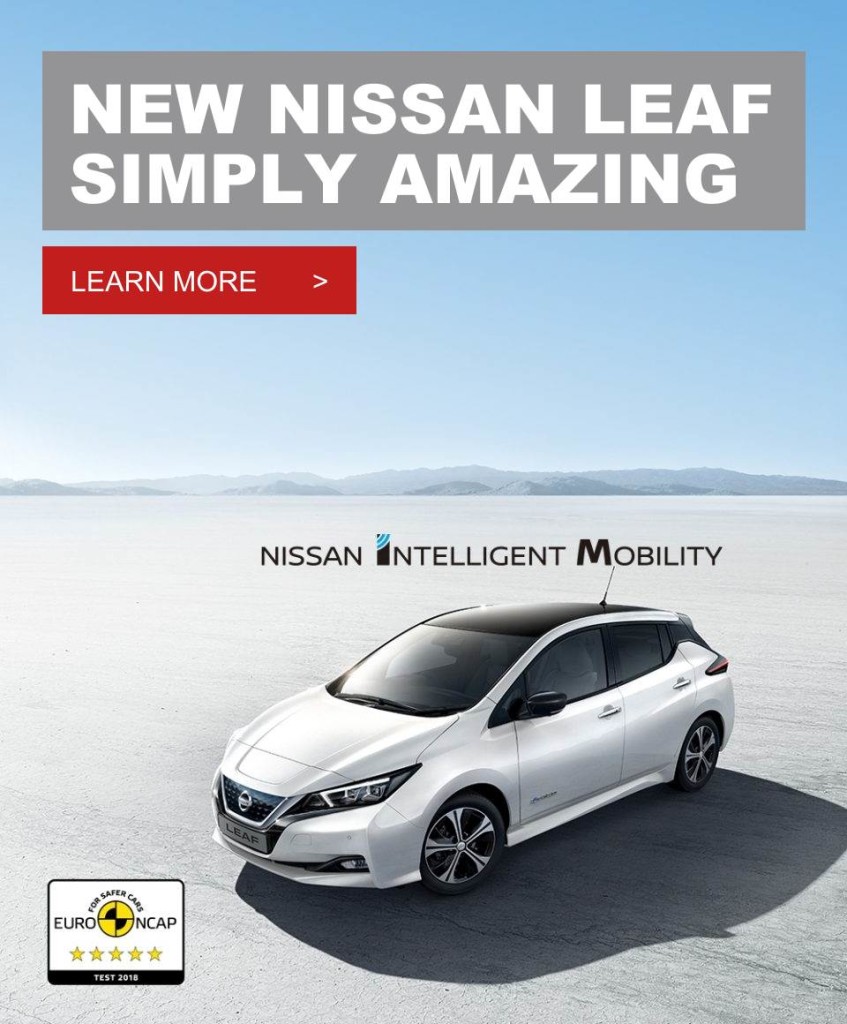 NEW NISSAN LEAF
SIMPLY AMAZING
LEARN MORE >
NISSAN INTELLIGENT MOBILITY
LEAF
FOR SAFER CARS
EURO NCAP
TEST 2018